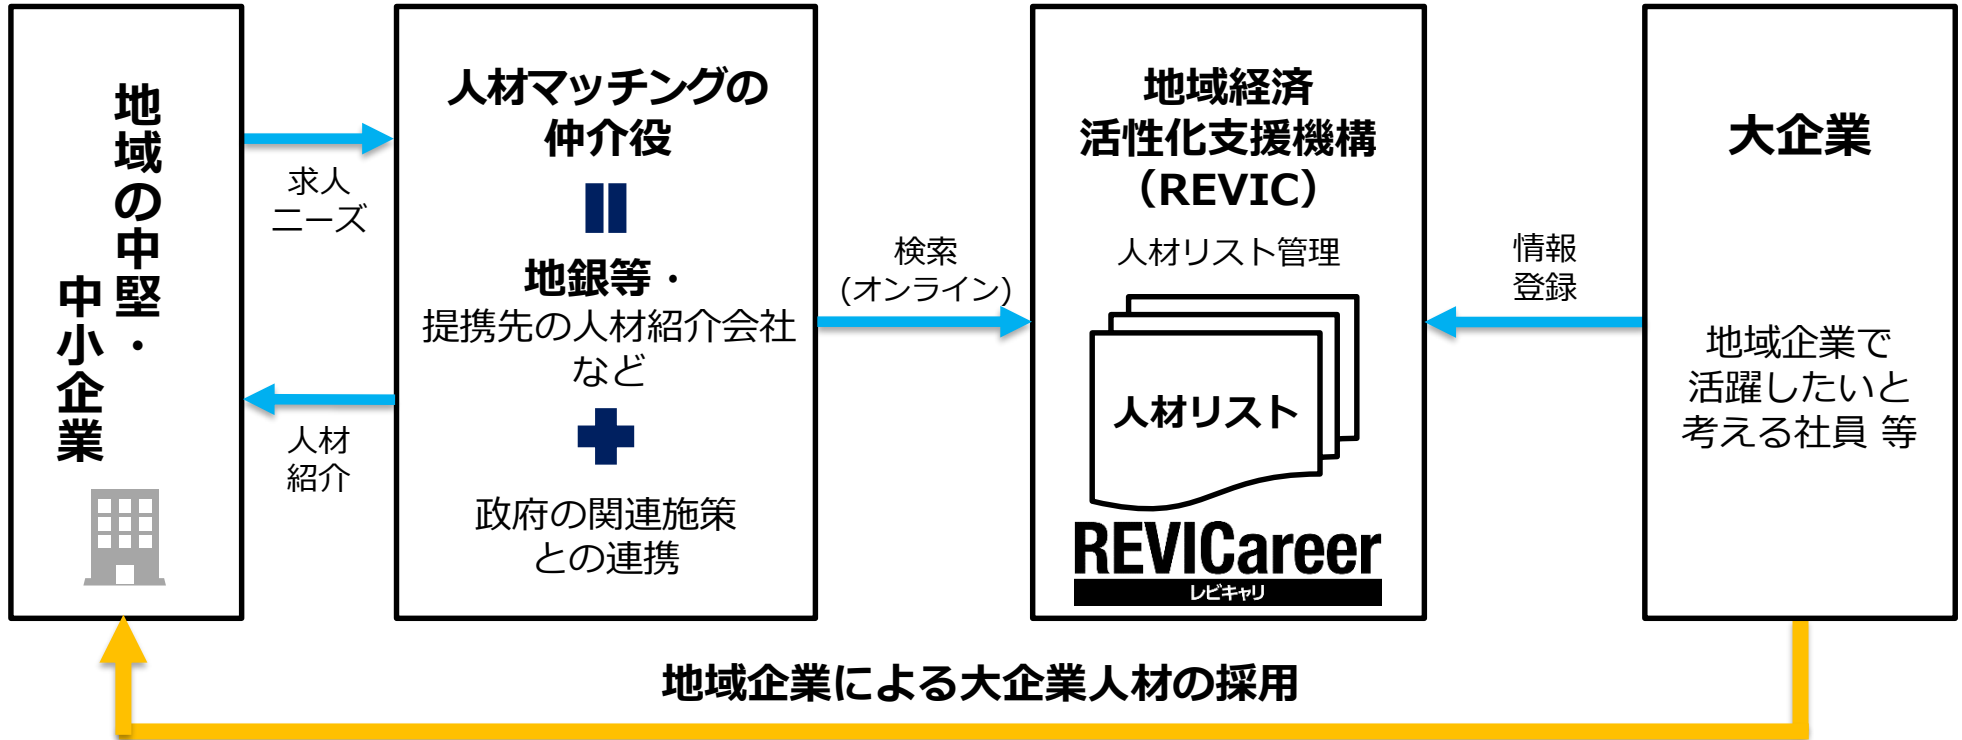 地域の中堅・
中小企業
求人
ニーズ
人材
紹介
人材マッチングの
仲介役
地銀等・
提携先の人材紹介会社
など
政府の関連施策
との連携
検索
(オンライン)
地域経済
活性化支援機構
（REVIC）
人材リスト管理
人材リスト
REVICareer
レビキャリ
情報
登録
大企業
地域企業で
活躍したいと
考える社員 等
地域企業による大企業人材の採用